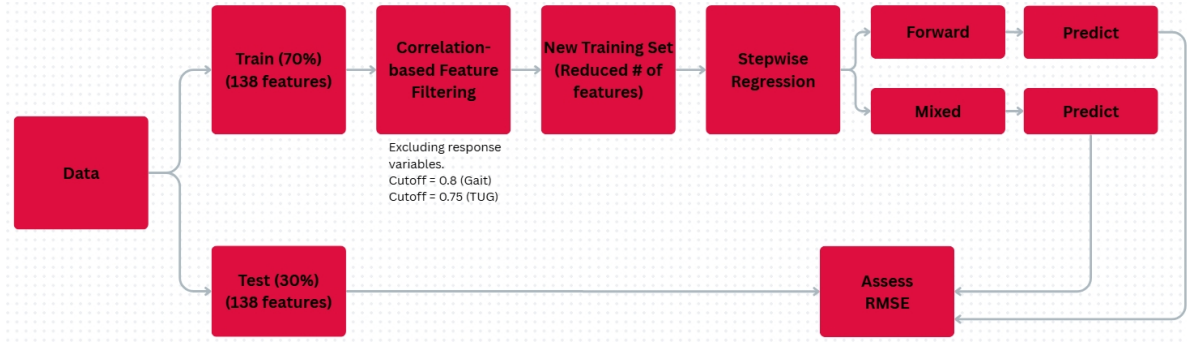 Data
Train (70%)
(138 features)
Correlation-
based Feature
Filtering
Excluding response
variables.
Cutoff = 0.8 (Gait)
Cutoff = 0.75 (TUG)
New Training Set
(Reduced # of
features)
Stepwise
Regression
Forward
Predict
Mixed
Predict
Test (30%)
(138 features)
Assess
RMSE